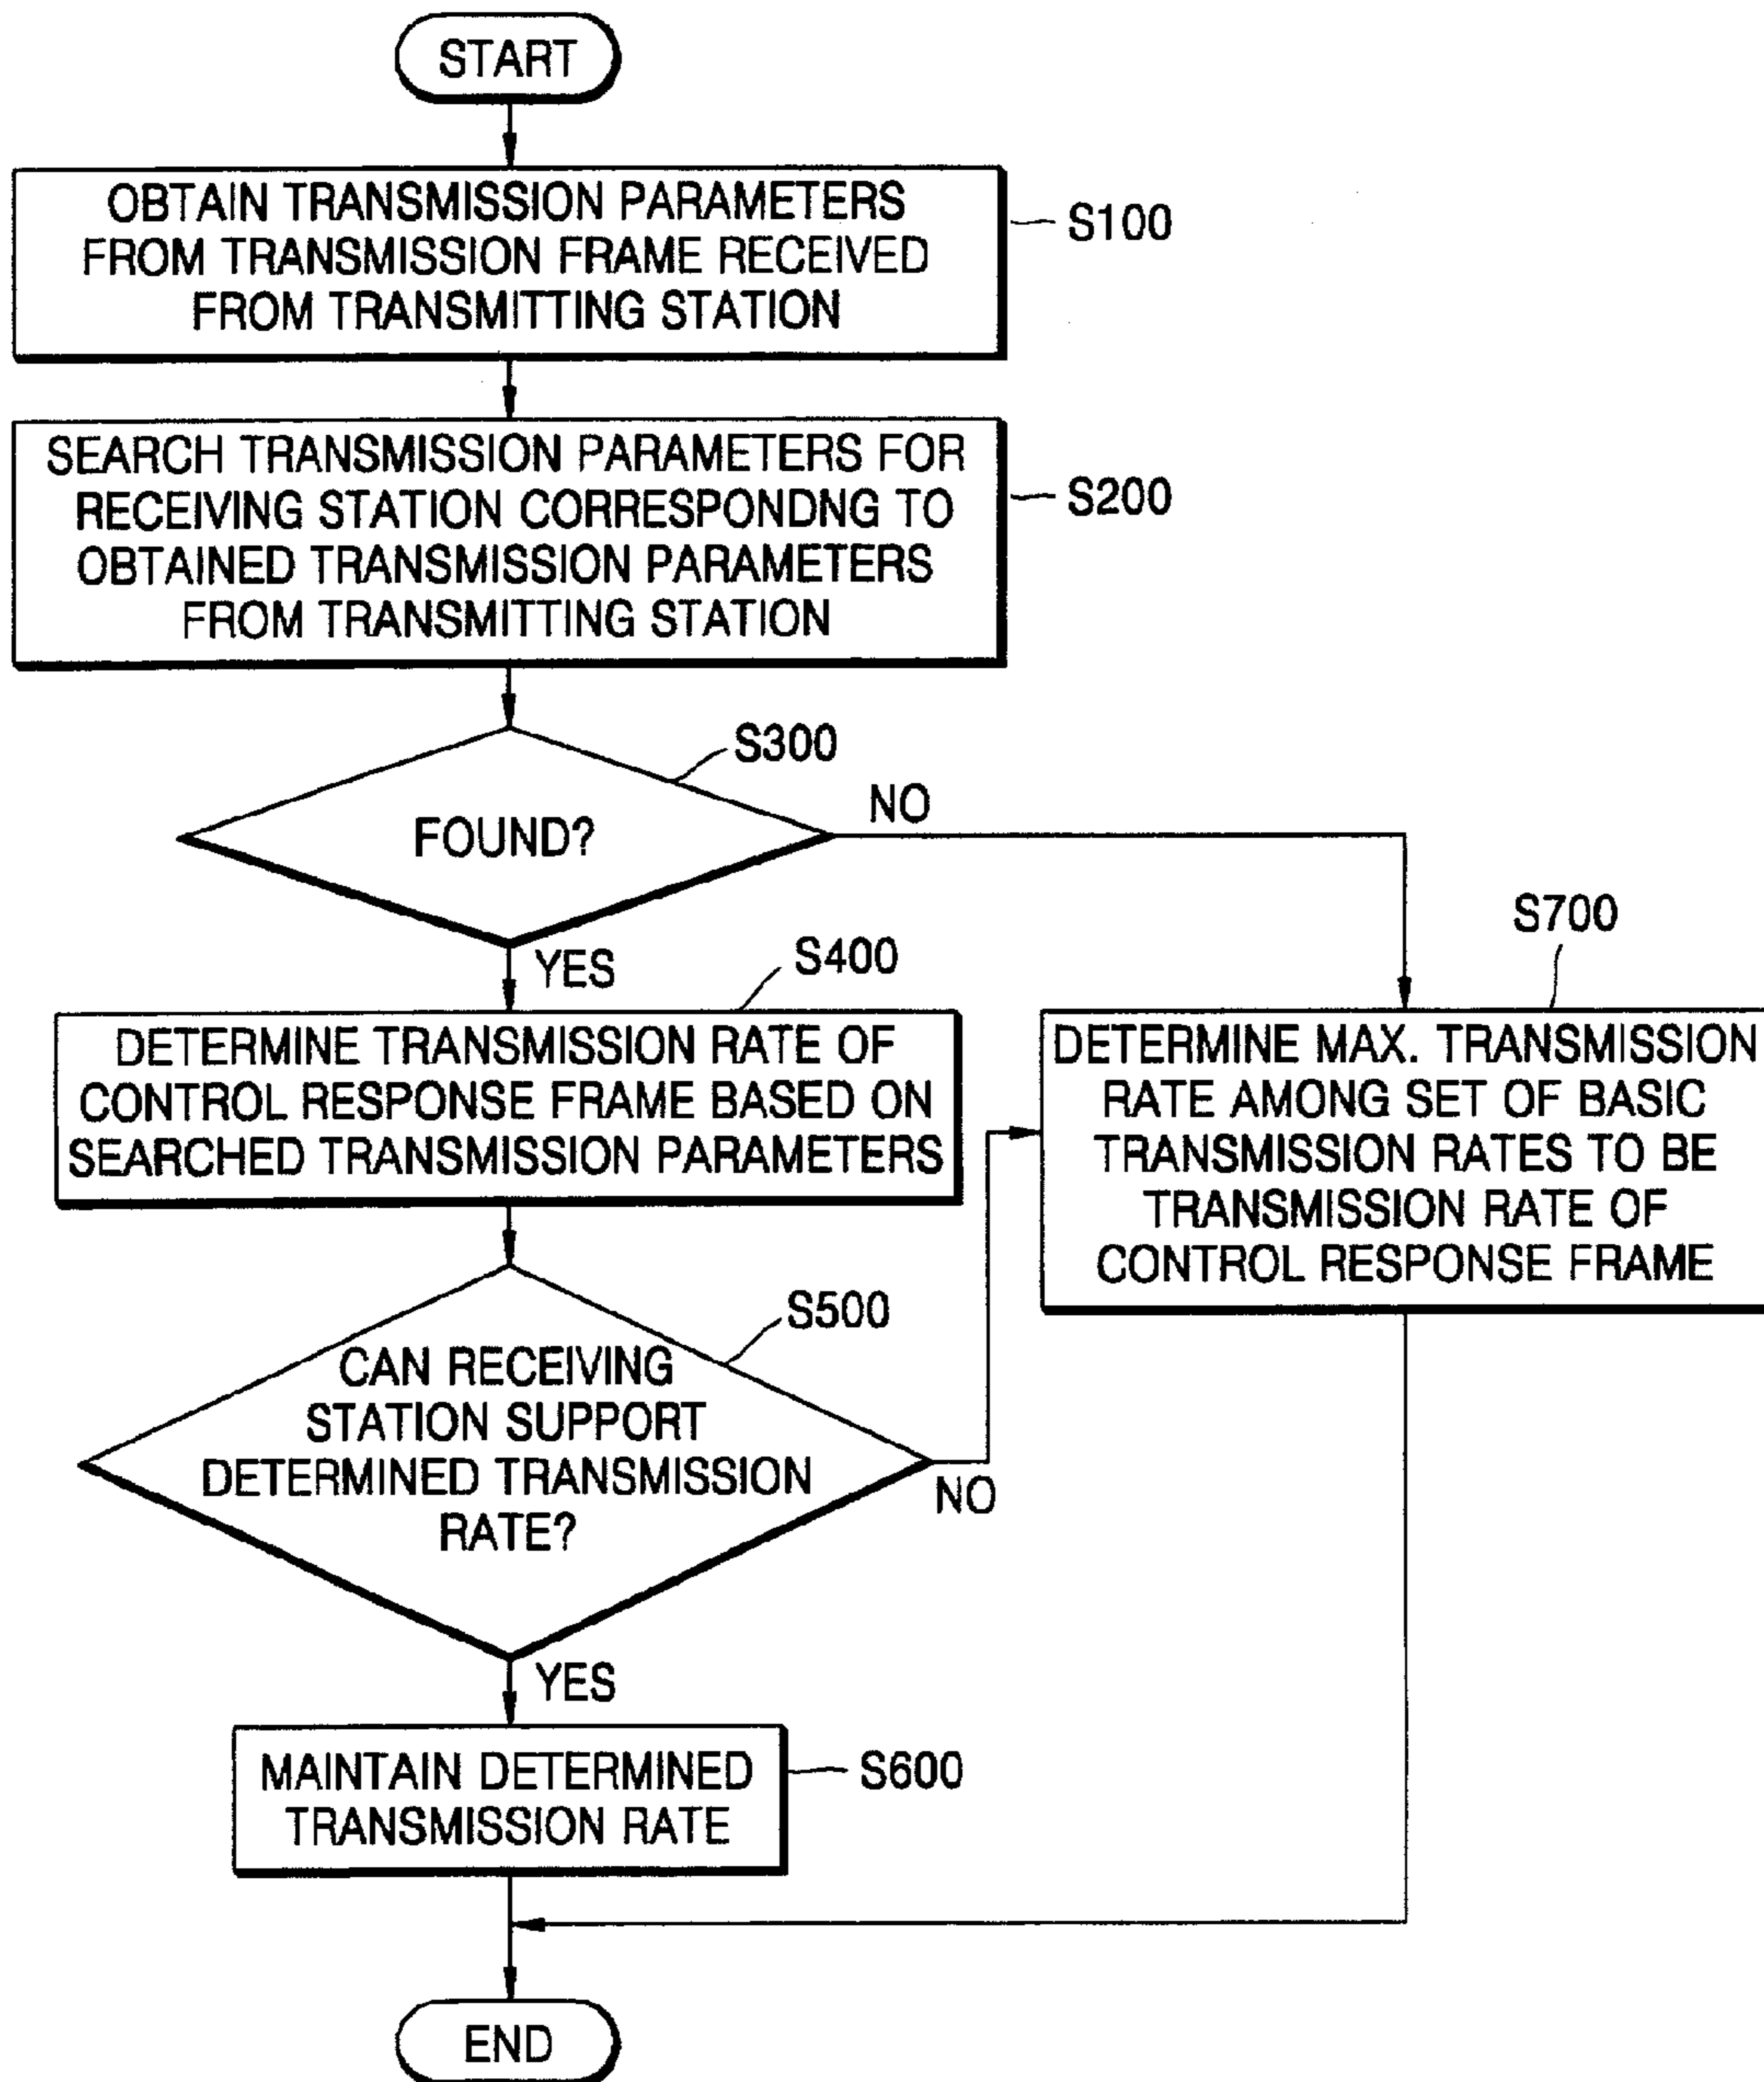 START
OBTAIN TRANSMISSION PARAMETERS
FROM TRANSMISSION FRAME RECEIVED
FROM TRANSMITTING STATION
S100
SEARCH TRANSMISSION PARAMETERS FOR
RECEIVING STATION CORRESPONDNG TO
OBTAINED TRANSMISSION PARAMETERS
FROM TRANSMITTING STATION
S200
S300
FOUND?
NO
YES
S400
DETERMINE TRANSMISSION RATE OF
CONTROL RESPONSE FRAME BASED ON
SEARCHED TRANSMISSION PARAMETERS
S700
DETERMINE MAX. TRANSMISSION
RATE AMONG SET OF BASIC
TRANSMISSION RATES TO BE
TRANSMISSION RATE OF
CONTROL RESPONSE FRAME
S500
CAN RECEIVING
STATION SUPPORT
DETERMINED TRANSMISSION
RATE?
NO
YES
MAINTAIN DETERMINED
TRANSMISSION RATE
S600
END